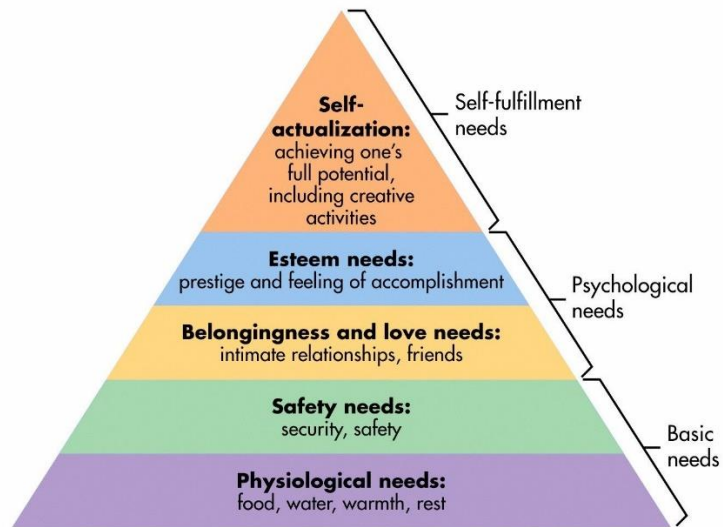 Self-
actualization:
achieving one's
full potential,
including creative
activities
Self-fulfillment
needs
Esteem needs:
prestige and feeling of accomplishment
Psychological
needs
Belongingness and love needs:
intimate relationships, friends
Safety needs:
security, safety
Basic
needs
Physiological needs:
food, water, warmth, rest